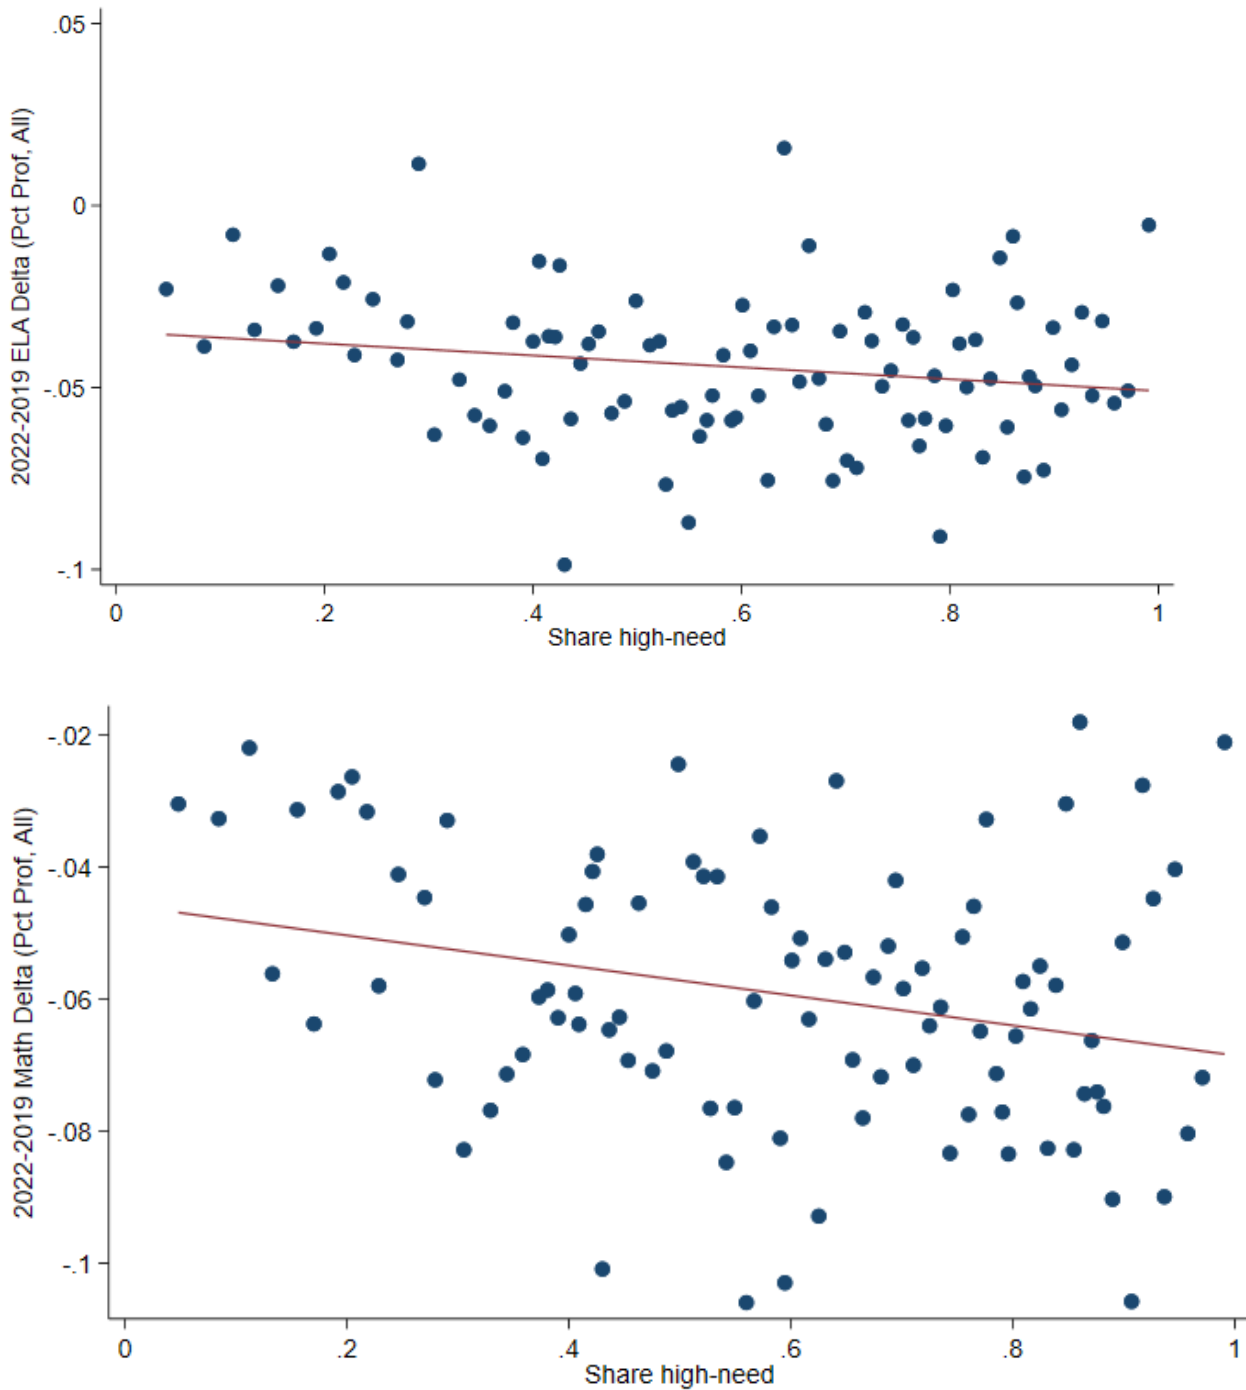 2022-2019 ELA Delta (Pct Prof, All)
.05
0
-.05
-.1
0 .2 .4 .6 .8 1
Share high-need
2022-2019 Math Delta (Pct Prof, All)
-.02
-.04
-.06
-.08
-.1
0 .2 .4 .6 .8 1
Share high-need